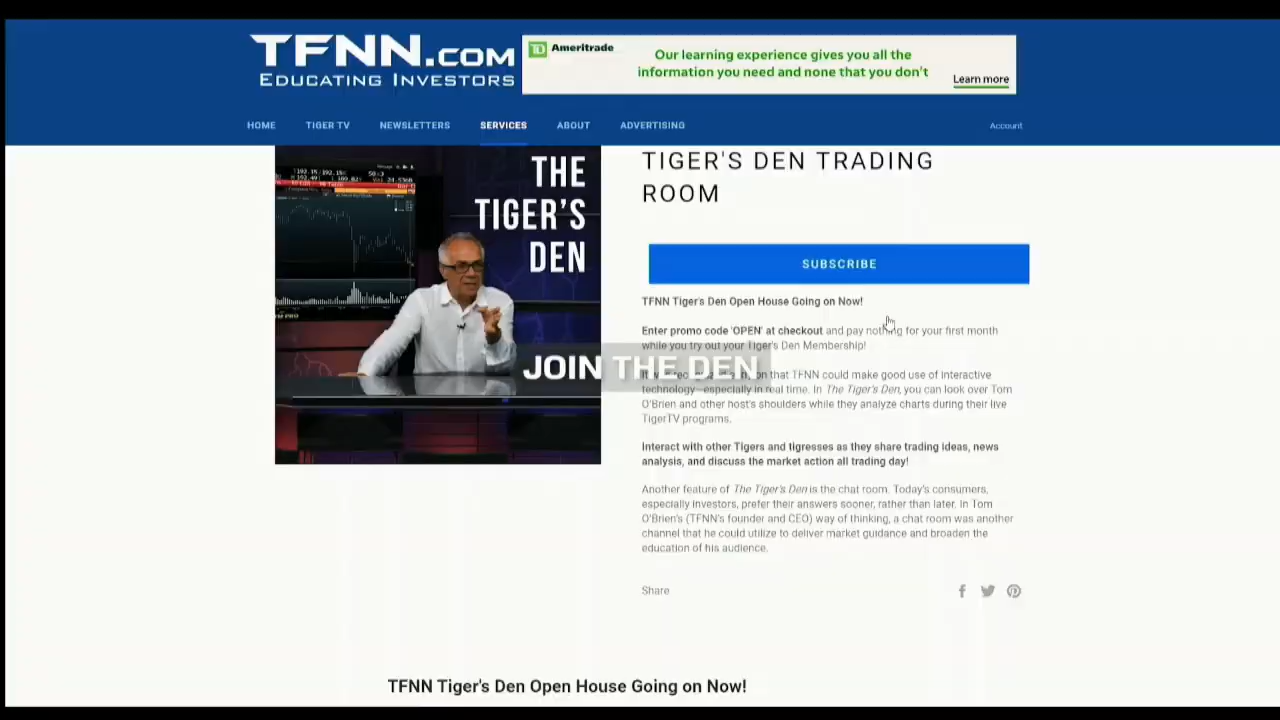 TFNN.COM
EDUCATING INVESTORS
Ameritrade
Our learning experience gives you all the
information you need and none that you don't
Learn more
HOME TIGER TV NEWSLETTERS SERVICES ABOUT ADVERTISING Account
THE
TIGER'S
DEN
TIGER'S DEN TRADING
ROOM
SUBSCRIBE
TFNN Tiger's Den Open House Going on Now!
Enter promo code 'OPEN' at checkout and pay nothing for your first month
while you try out your Tiger's Den Membership!
JOIN THE DEN
that TFNN could make good use of interactive
technology—especially in real time. In The Tiger's Den, you can look over Tom
O'Brien and other host's shoulders while they analyze charts during their live
TigerTV programs.
Interact with other Tigers and tigresses as they share trading ideas, news
analysis, and discuss the market action all trading day!
Another feature of The Tiger's Den is the chat room. Today's consumers,
especially investors, prefer their answers sooner, rather than later. In Tom
O'Brien's (TFNN's founder and CEO) way of thinking, a chat room was another
channel that he could utilize to deliver market guidance and broaden the
education of his audience.
Share
TFNN Tiger's Den Open House Going on Now!